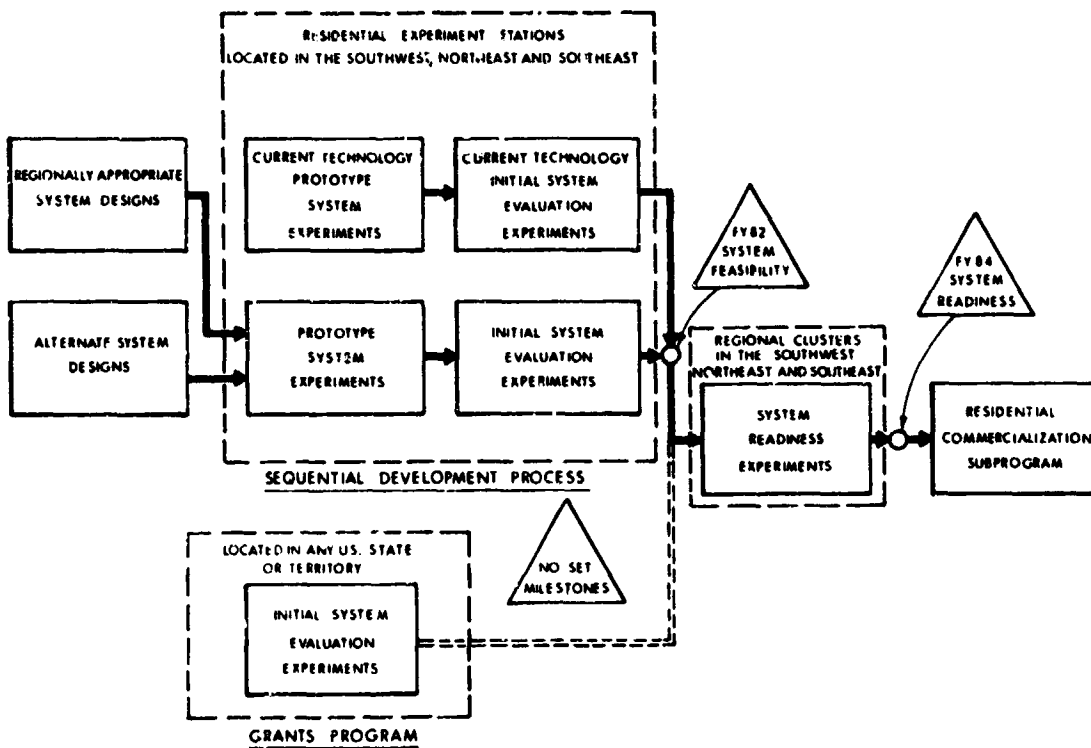 RESIDENTIAL EXPERIMENT STATIONS
LOCATED IN THE SOUTHWEST, NORTHEAST AND SOUTHEAST
REGIONALLY APPROPRIATE
SYSTEM DESIGNS
CURRENT TECHNOLOGY
PROTOTYPE
SYSTEM
EXPERIMENTS
CURRENT TECHNOLOGY
INITIAL SYSTEM
EVALUATION
EXPERIMENTS
FY82
SYSTEM
FEASIPILITY
FY84
SYSTEM
READINESS
ALTERNATE SYSTEM
DESIGNS
PROTOTYPE
SYSTEM
EXPERIMENTS
INITIAL SYSTEM
EVALUATION
EXPERIMENTS
REGIONAL CLUSTERS
IN THE SOUTHWEST
NORTHEAST AND SOUTHEAST
SYSTEM
READINESS
EXPERIMENTS
RESIDENTIAL
COMMERCIALIZATION
SUBPROGRAM
SEQUENTIAL DEVELOPMENT PROCESS
LOCATED IN ANY U.S. STATE
OR TERRITORY
NO SET
MILESTONES
INITIAL SYSTEM
EVALUATION
EXPERIMENTS
GRANTS PROGRAM